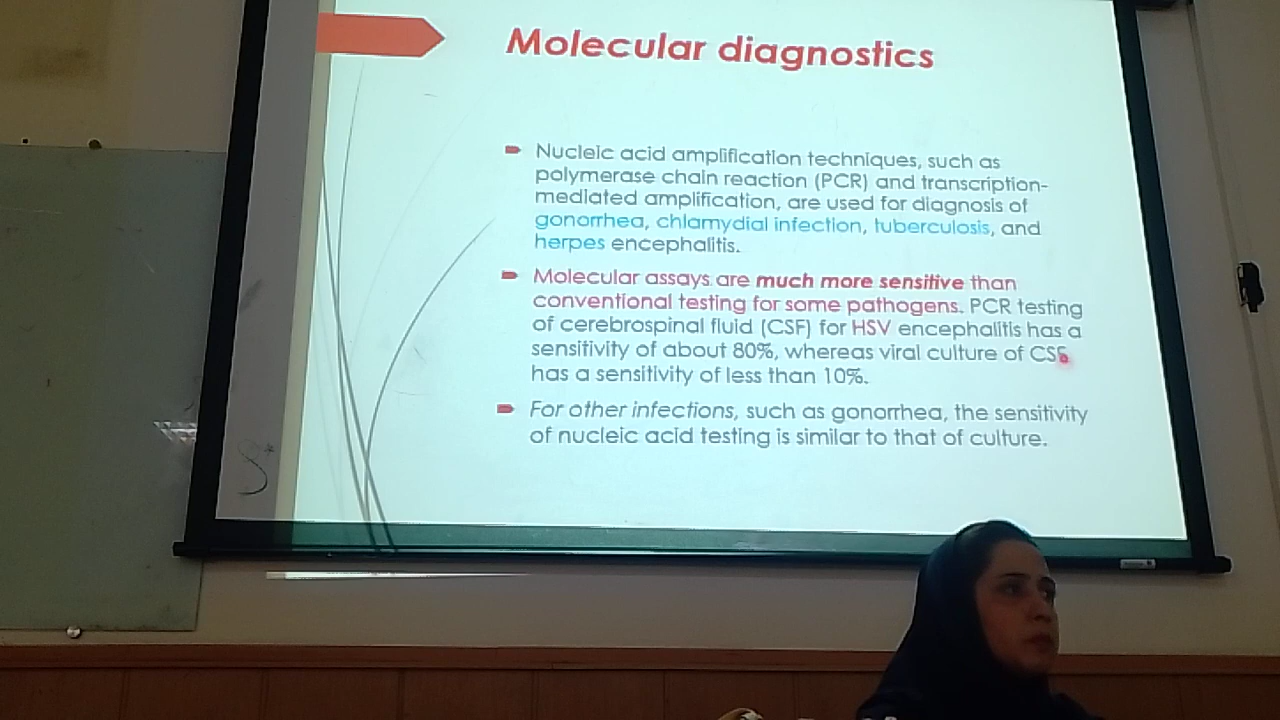 Molecular diagnostics
Nucleic acid amplification techniques, such as
polymerase chain reaction (PCR) and transcription-
mediated amplification, are used for diagnosis of
gonorrhea, chlamydial infection, tuberculosis, and
herpes encephalitis.
Molecular assays are much more sensitive than
conventional testing for some pathogens. PCR testing
of cerebrospinal fluid (CSF) for HSV encephalitis has a
sensitivity of about 80%, whereas viral culture of CSF
has a sensitivity of less than 10%.
For other infections, such as gonorrhea, the sensitivity
of nucleic acid testing is similar to that of culture.